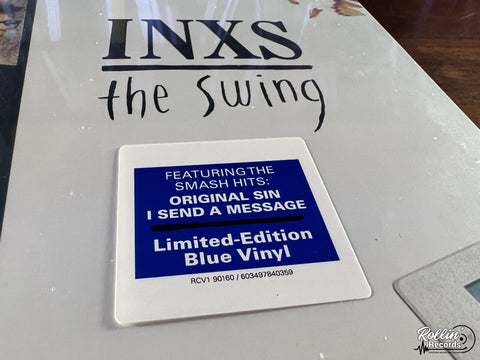 INXS
the swing
FEATURING THE
SMASH HITS:
ORIGINAL SIN
I SEND A MESSAGE
Limited-Edition
Blue Vinyl
RCV1 90160 / 603497840359
Rollin'
Records